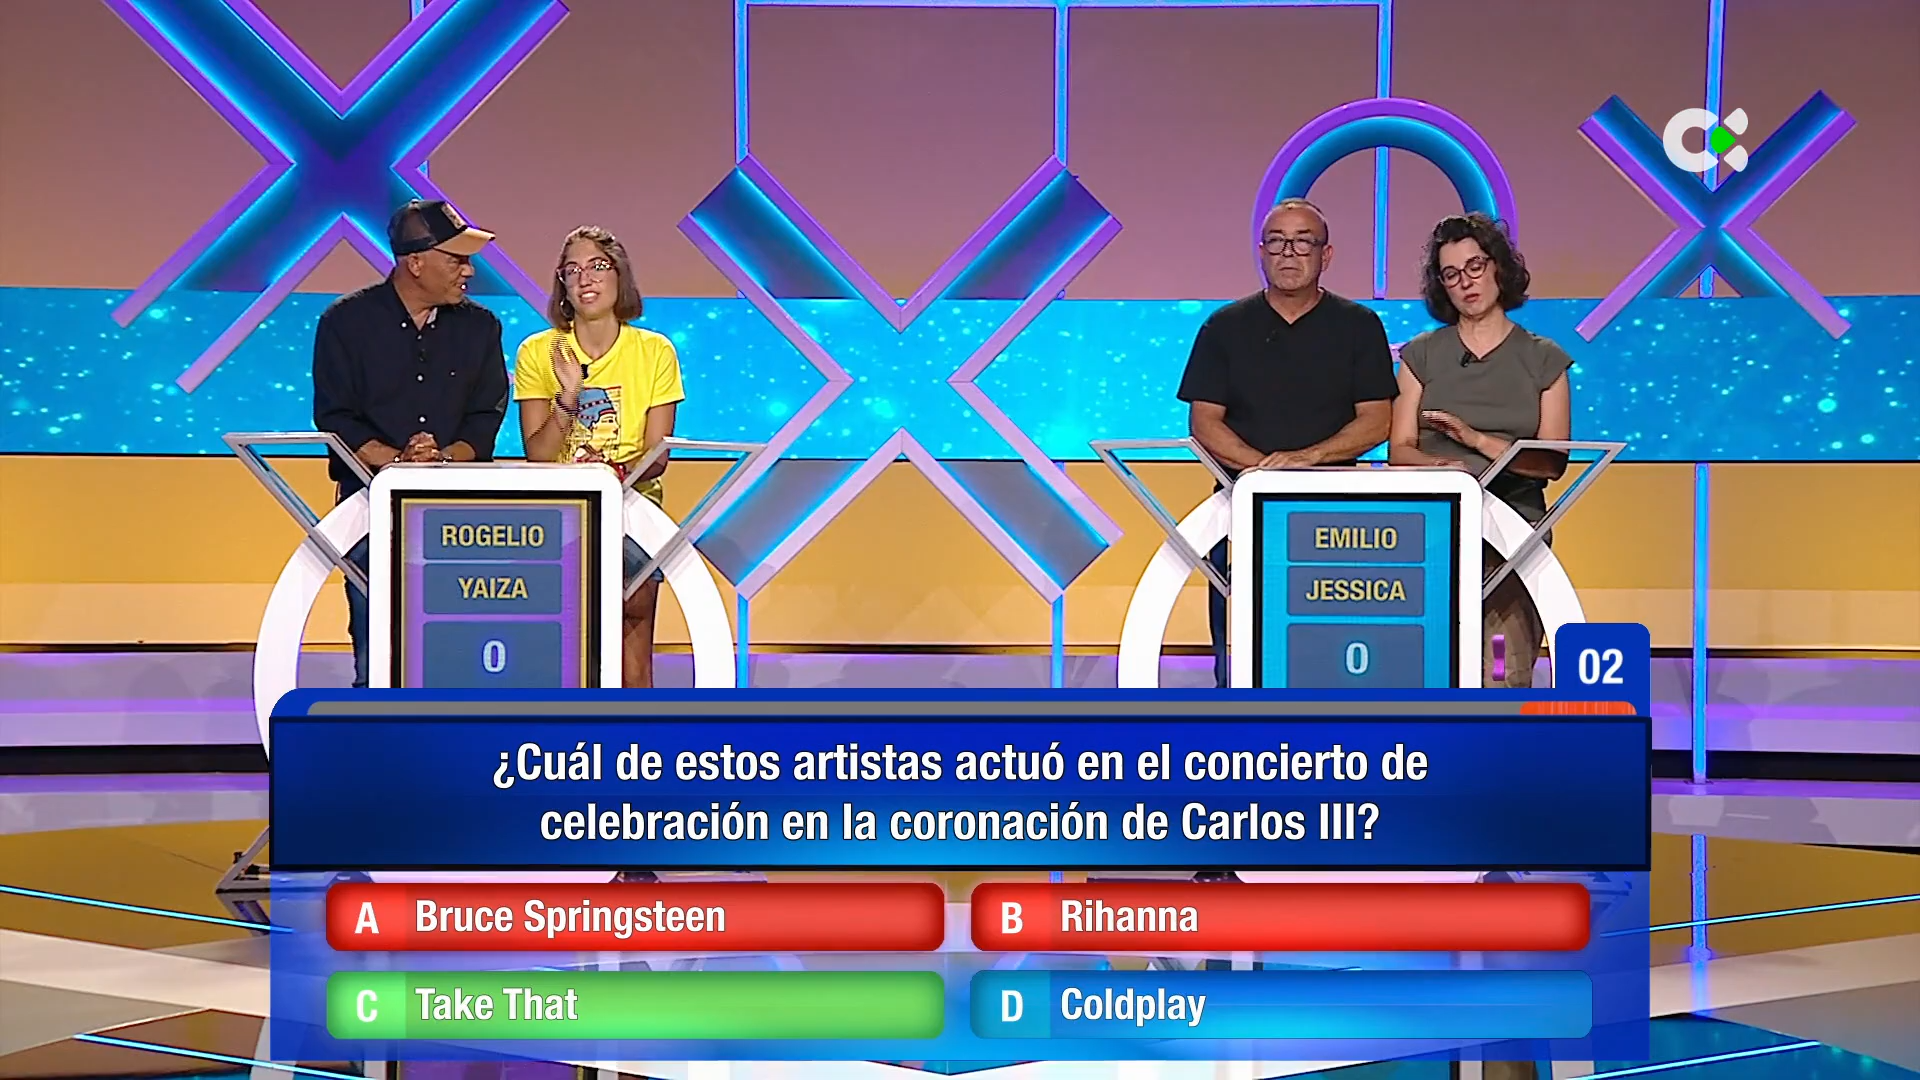 ROGELIO
YAIZA
0
EMILIO
JESSICA
0
02
¿Cuál de estos artistas actuó en el concierto de
celebración en la coronación de Carlos III?
A Bruce Springsteen
B Rihanna
C Take That
D Coldplay